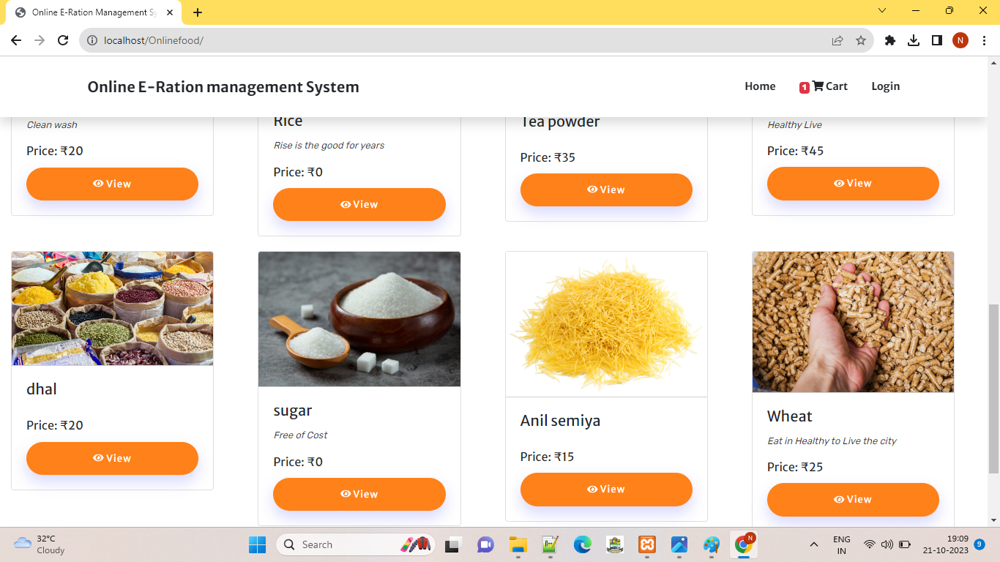 Online E-Ration Management Sy
localhost/Onlinefood/
N
Online E-Ration management System
Home
1 Cart
Login
Clean wash
Price: ₹20
View
Rice
Rise is the good for years
Price: ₹0
View
Tea powder
Price: ₹35
View
Healthy Live
Price: ₹45
View
dhal
Price: ₹20
View
sugar
Free of Cost
Price: ₹0
View
Anil semiya
Price: ₹15
View
Wheat
Eat in Healthy to Live the city
Price: ₹25
View
32°C
Cloudy
Search
N
ENG
IN
19:09
21-10-2023
9